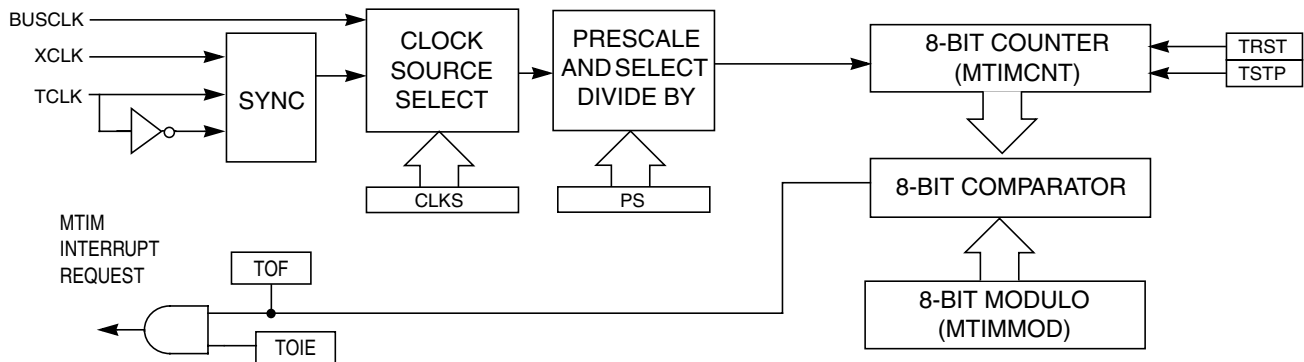 BUSCLK
XCLK
TCLK
SYNC
CLOCK
SOURCE
SELECT
PRESCALE
AND SELECT
DIVIDE BY
8-BIT COUNTER
(MTIMCNT)
TRST
TSTP
CLKS
PS
8-BIT COMPARATOR
MTIM
INTERRUPT
REQUEST
TOF
TOIE
8-BIT MODULO
(MTIMMOD)